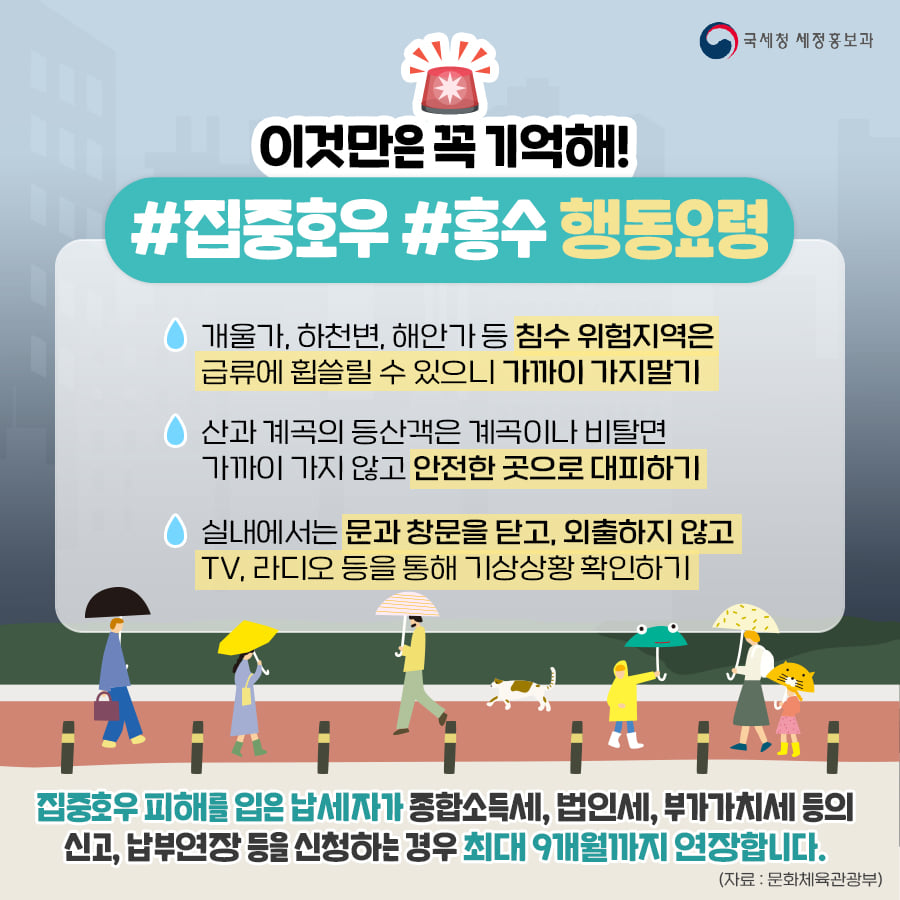 국세청 세정홍보과
이것만은 꼭 기억해!
#집중호우 #홍수 행동요령
개울가, 하천변, 해안가 등 침수 위험지역은
급류에 휩쓸릴 수 있으니 가까이 가지말기
산과 계곡의 등산객은 계곡이나 비탈면
가까이 가지 않고 안전한 곳으로 대피하기
실내에서는 문과 창문을 닫고, 외출하지 않고
TV, 라디오 등을 통해 기상상황 확인하기
집중호우 피해를 입은 납세자가 종합소득세, 법인세, 부가가치세 등의
신고, 납부연장 등을 신청하는 경우 최대 9개월까지 연장합니다.
(자료 : 문화체육관광부)